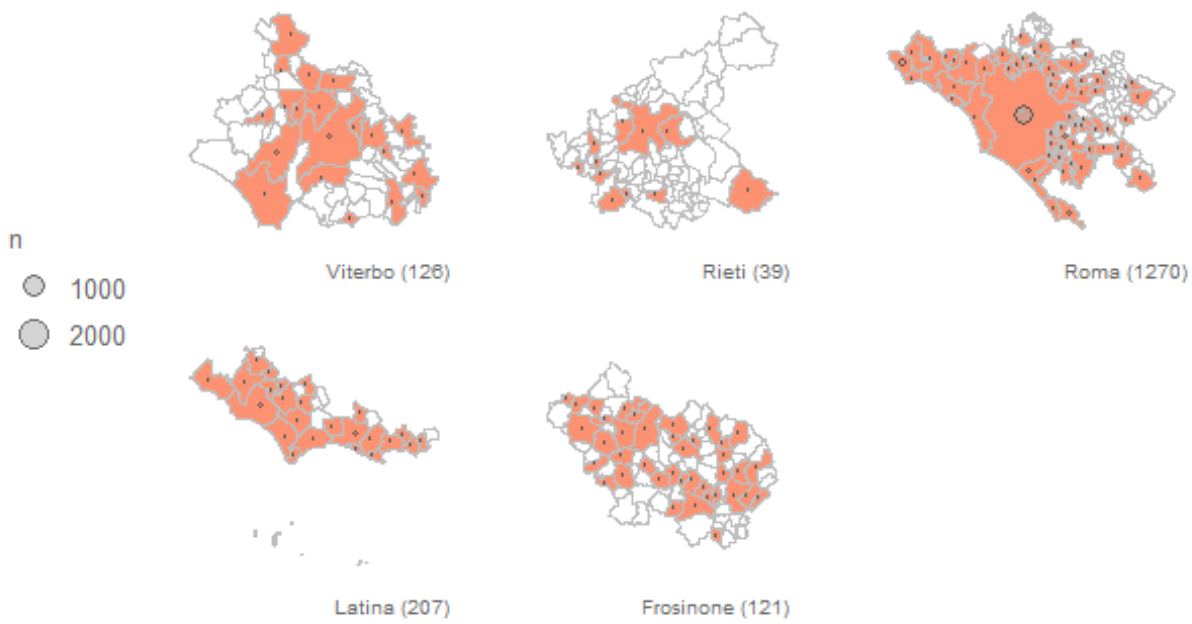 Viterbo (126)
Rieti (39)
Roma (1270)
n
1000
2000
Latina (207)
Frosinone (121)